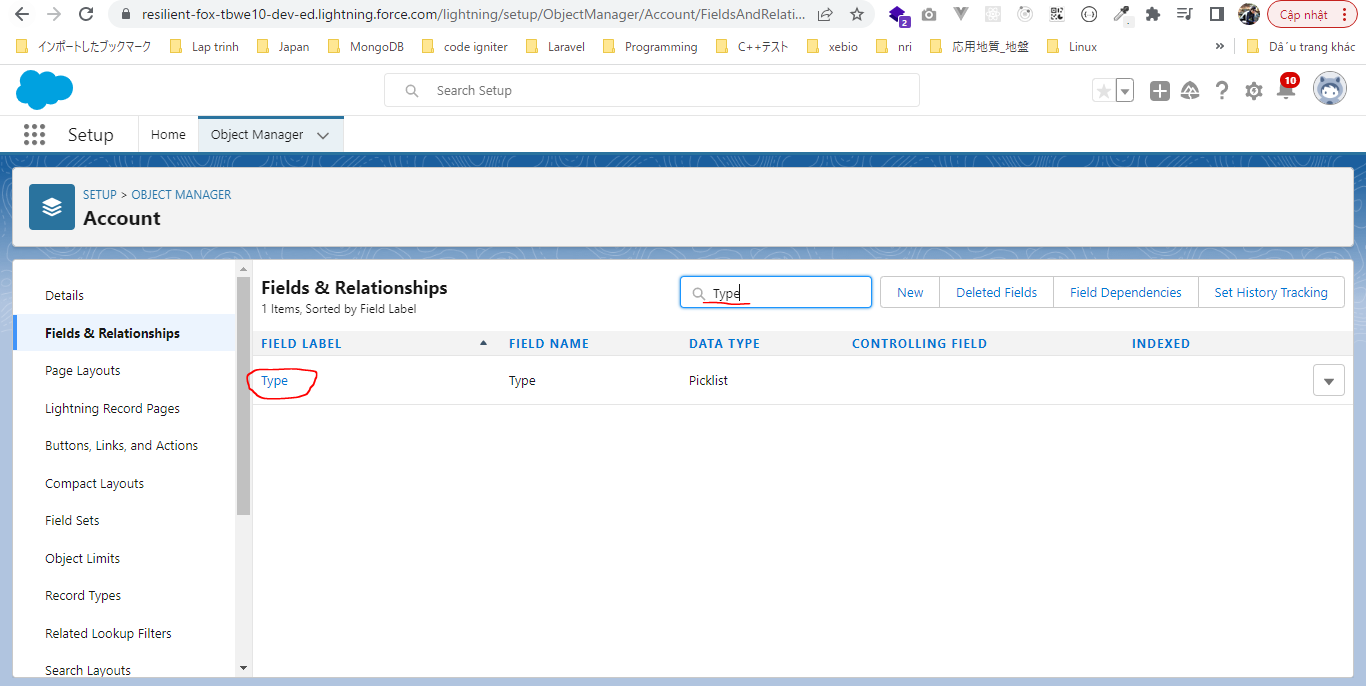 resilient-fox-tbwe10-dev-ed.lightning.force.com/lightning/setup/ObjectManager/Account/FieldsAndRelati...
2
Cập nhật
インポートしたブックマーク
Lap trinh
Japan
MongoDB
code igniter
Laravel
Programming
C++テスト
xebio
nri
応用地質_地盤
Linux
»
Dấu trang khác
Search Setup
10
Setup
Home
Object Manager
SETUP > OBJECT MANAGER
Account
Details
Fields & Relationships
Page Layouts
Lightning Record Pages
Buttons, Links, and Actions
Compact Layouts
Field Sets
Object Limits
Record Types
Related Lookup Filters
Search Layouts
Fields & Relationships
1 Items, Sorted by Field Label
Type
New
Deleted Fields
Field Dependencies
Set History Tracking
FIELD LABEL
FIELD NAME
DATA TYPE
CONTROLLING FIELD
INDEXED
Type
Type
Picklist